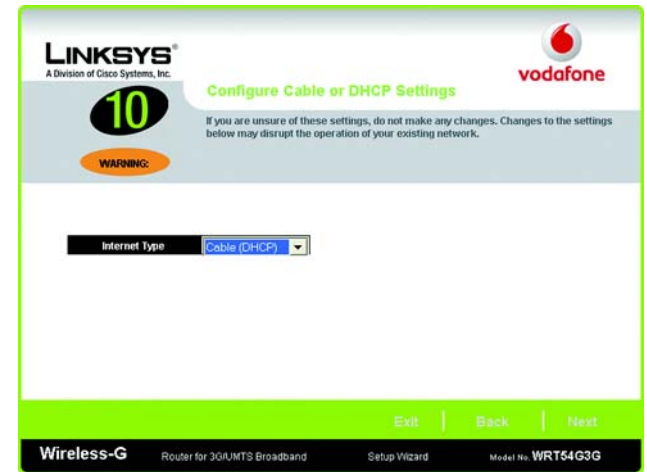 LINKSYS®
A Division of Cisco Systems, Inc.
vodafone
10
Configure Cable or DHCP Settings
WARNING:
If you are unsure of these settings, do not make any changes. Changes to the settings
below may disrupt the operation of your existing network.
Internet Type Cable (DHCP)
Exit Back Next
Wireless-G Router for 3G/UMTS Broadband Setup Wizard Model No. WRT54G3G